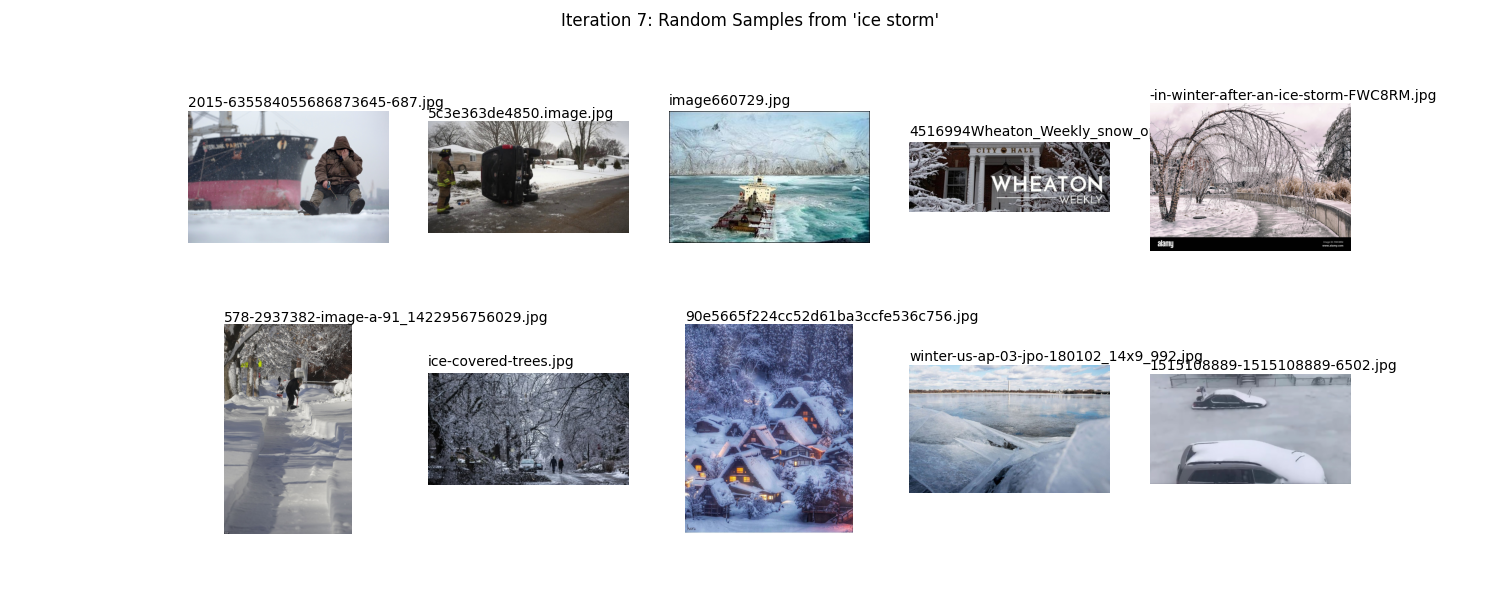 Iteration 7: Random Samples from 'ice storm'
2015-635584055686873645-687.jpg
5c3e363de4850.image.jpg
image660729.jpg
4516994Wheaton_Weekly_snow_o
-in-winter-after-an-ice-storm-FWC8RM.jpg
CITY HALL
WHEATON
WEEKLY
alamy
578-2937382-image-a-91_1422956756029.jpg
ice-covered-trees.jpg
90e5665f224cc52d61ba3ccfe536c756.jpg
winter-us-ap-03-jpo-180102_14x9_992.jpg
1515108889-1515108889-6502.jpg